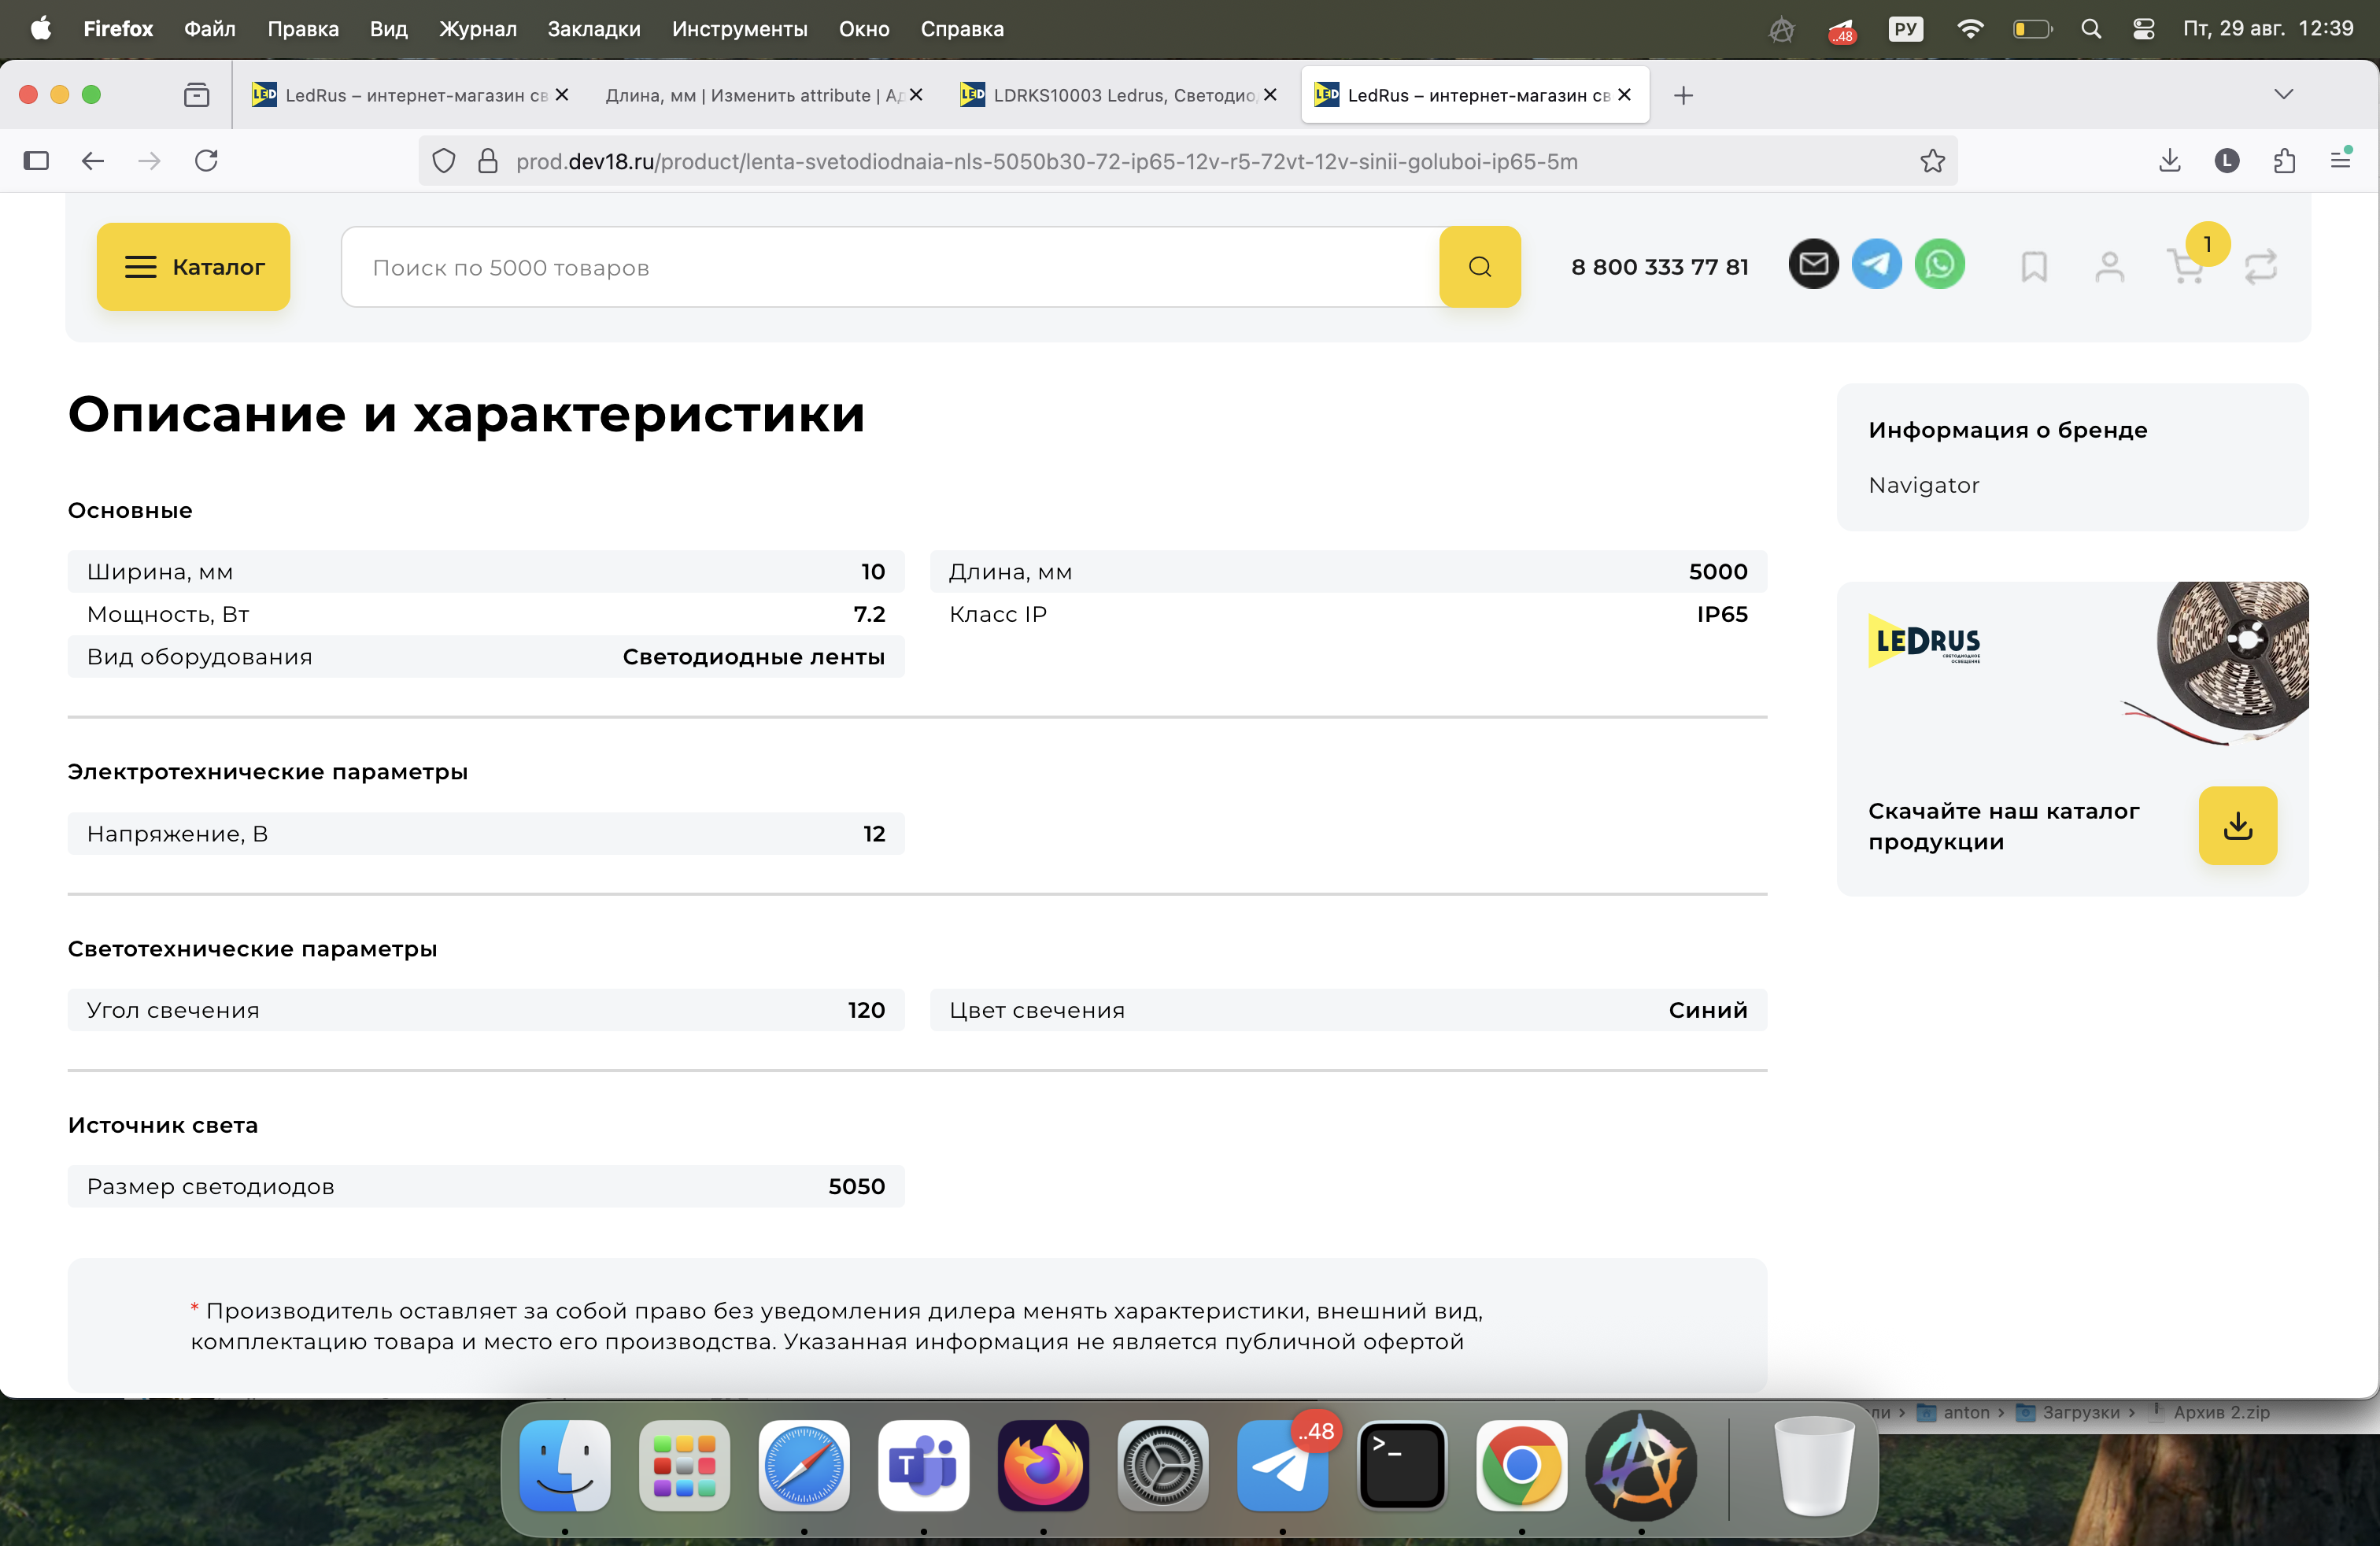 Firefox Файл Правка Вид Журнал Закладки Инструменты Окно Справка
..48 РУ Пт, 29 авг. 12:39
LED LedRus – интернет-магазин св
Длина, мм | Изменить attribute | Ад
LED LDRKS10003 Ledrus, Светодио
LED LedRus – интернет-магазин св
prod.dev18.ru/product/lenta-svetodiodnaia-nls-5050b30-72-ip65-12v-r5-72vt-12v-sinii-goluboi-ip65-5m
L
Каталог
Поиск по 5000 товаров
8 800 333 77 81
1
Описание и характеристики
Основные
Ширина, мм 10
Длина, мм 5000
Мощность, Вт 7.2
Класс IP IP65
Вид оборудования Светодиодные ленты
Электротехнические параметры
Напряжение, В 12
Светотехнические параметры
Угол свечения 120
Цвет свечения Синий
Источник света
Размер светодиодов 5050
* Производитель оставляет за собой право без уведомления дилера менять характеристики, внешний вид,
комплектацию товара и место его производства. Указанная информация не является публичной офертой
Информация о бренде
Navigator
LEDRUS
СВЕТОДИОДНОЕ
ОСВЕЩЕНИЕ
Скачайте наш каталог
продукции
anton › Загрузки › Архив 2.zip
T
..48
>_